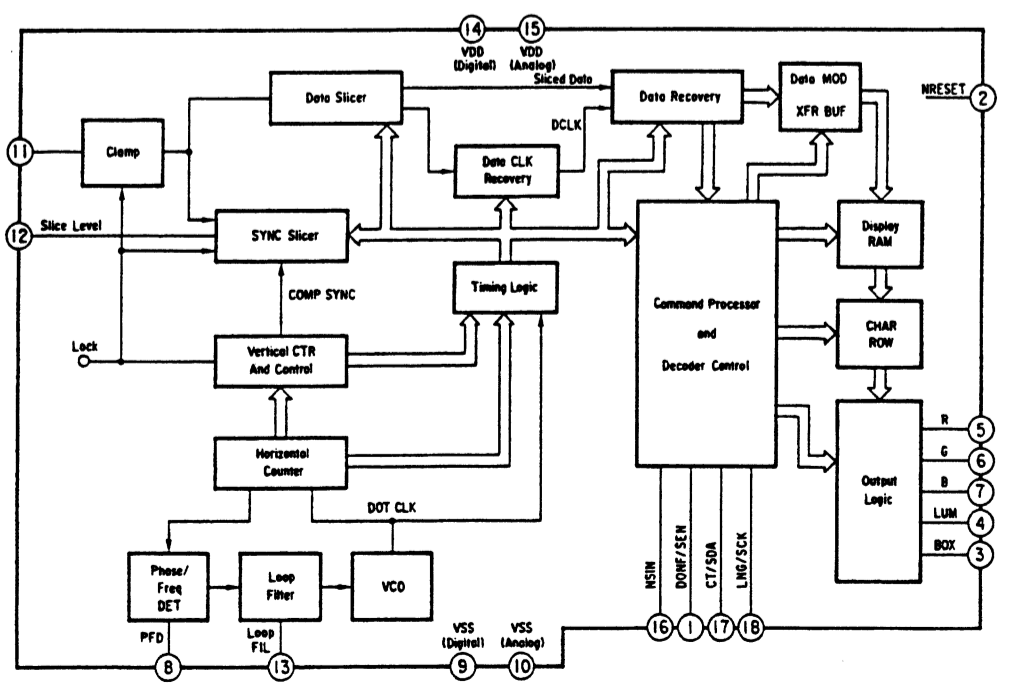 14 15
VDD (Digital)
VDD (Analog)
Sliced Data
Data Slicer
Data Recovery
Data MOD
XFR BUF
NRESET
2
DCLK
11
Clamp
Data CLK
Recovery
12
Slice Level
SYNC Slicer
Display
RAM
COMP SYNC
Timing Logic
Command Processor
and
Decoder Control
CHAR
ROW
Lock
Vertical CTR
And Control
Horizontal
Counter
DOT CLK
Output
Logic
R
5
G
6
B
7
LUM
4
BOX
3
Phase/
Freq
DET
Loop
Filter
VCO
NSIN
DONF/SEN
CT/SDA
LNG/SCK
PFD
Loop
FIL
VSS
(Digital)
VSS
(Analog)
16 1 17 18
8 13 9 10